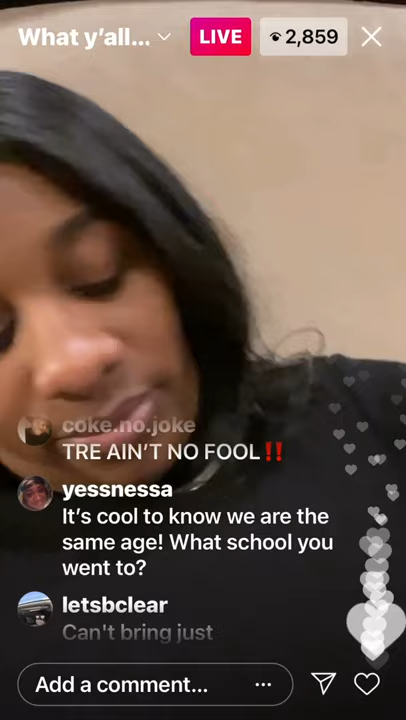 What y’all...
LIVE
2,859
coke.no.joke
TRE AIN’T NO FOOL‼️
yessnessa
It’s cool to know we are the
same age! What school you
went to?
letsbclear
Can't bring just
Add a comment...